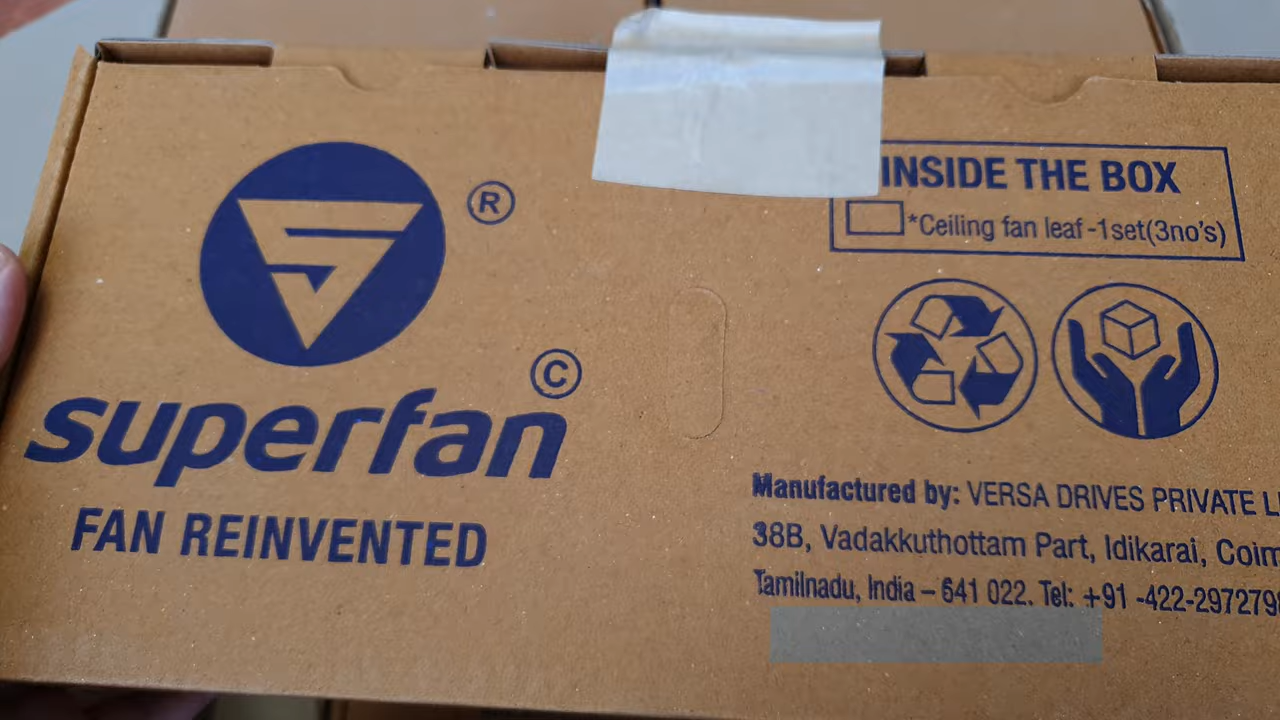 ®
©
superfan
FAN REINVENTED
INSIDE THE BOX
*Ceiling fan leaf -1set(3no's)
Manufactured by: VERSA DRIVES PRIVATE
38B, Vadakkuthottam Part, Idikarai,
Tamilnadu, India – 641 022. Tel: +91 -422-297279